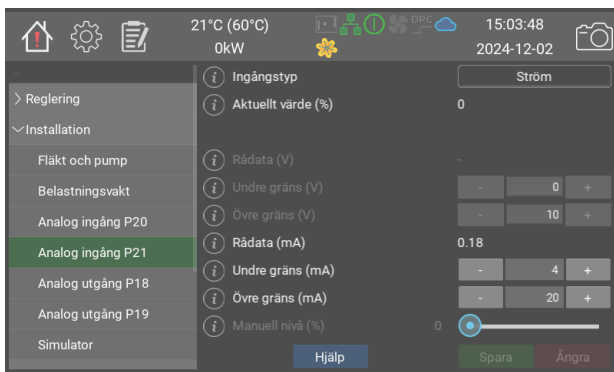 21°C (60°C)
0kW
DPC
15:03:48
2024-12-02
Ingångstyp
Ström
Aktuellt värde (%)
0
Reglering
Installation
Fläkt och pump
Rådata (V)
-
Belastningsvakt
Undre gräns (V)
- 0 +
Analog ingång P20
Övre gräns (V)
- 10 +
Analog ingång P21
Rådata (mA)
0.18
Analog utgång P18
Undre gräns (mA)
- 4 +
Analog utgång P19
Övre gräns (mA)
- 20 +
Simulator
Manuell nivå (%)
0
Hjälp
Spara
Ångra